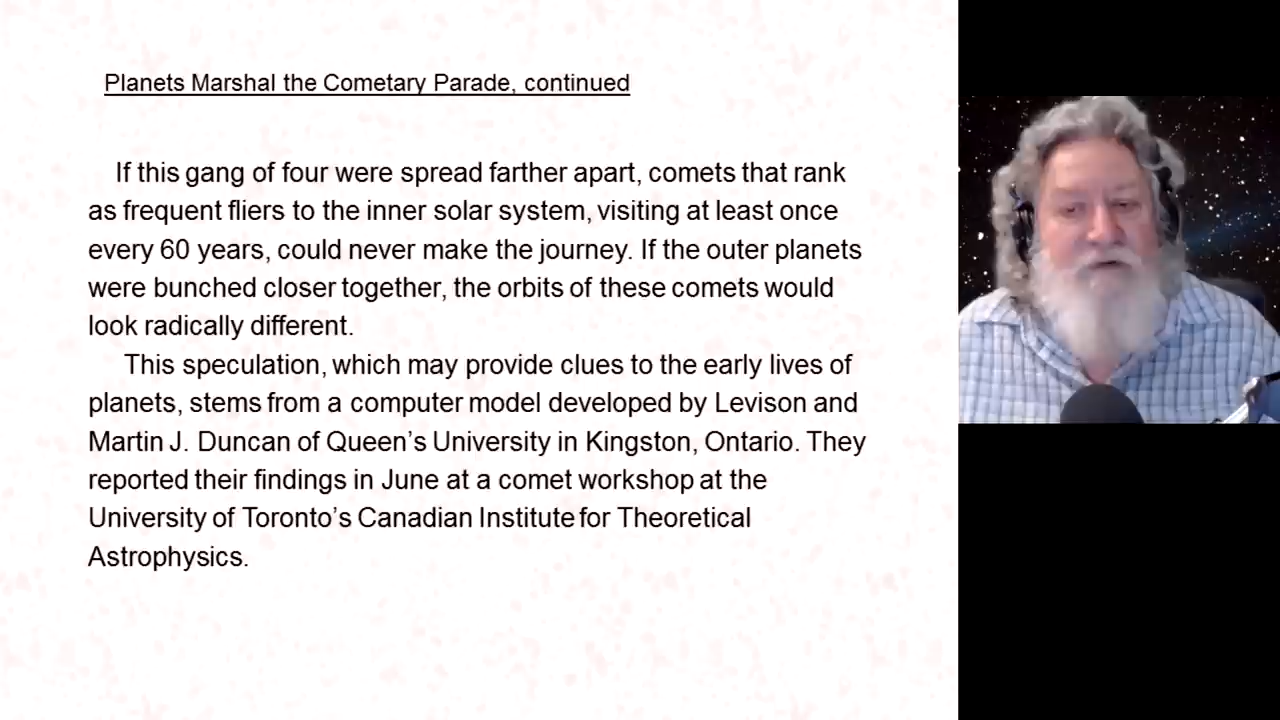 Planets Marshal the Cometary Parade, continued
If this gang of four were spread farther apart, comets that rank
as frequent fliers to the inner solar system, visiting at least once
every 60 years, could never make the journey. If the outer planets
were bunched closer together, the orbits of these comets would
look radically different.
This speculation, which may provide clues to the early lives of
planets, stems from a computer model developed by Levison and
Martin J. Duncan of Queen’s University in Kingston, Ontario. They
reported their findings in June at a comet workshop at the
University of Toronto’s Canadian Institute for Theoretical
Astrophysics.